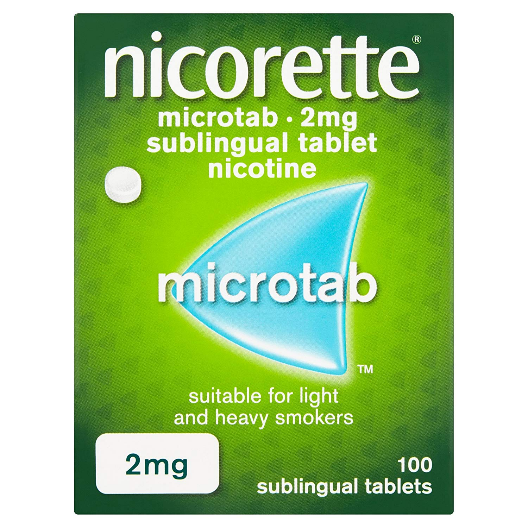 nicorette®
microtab · 2mg
sublingual tablet
nicotine
microtab
™
suitable for light
and heavy smokers
2mg
100
sublingual tablets